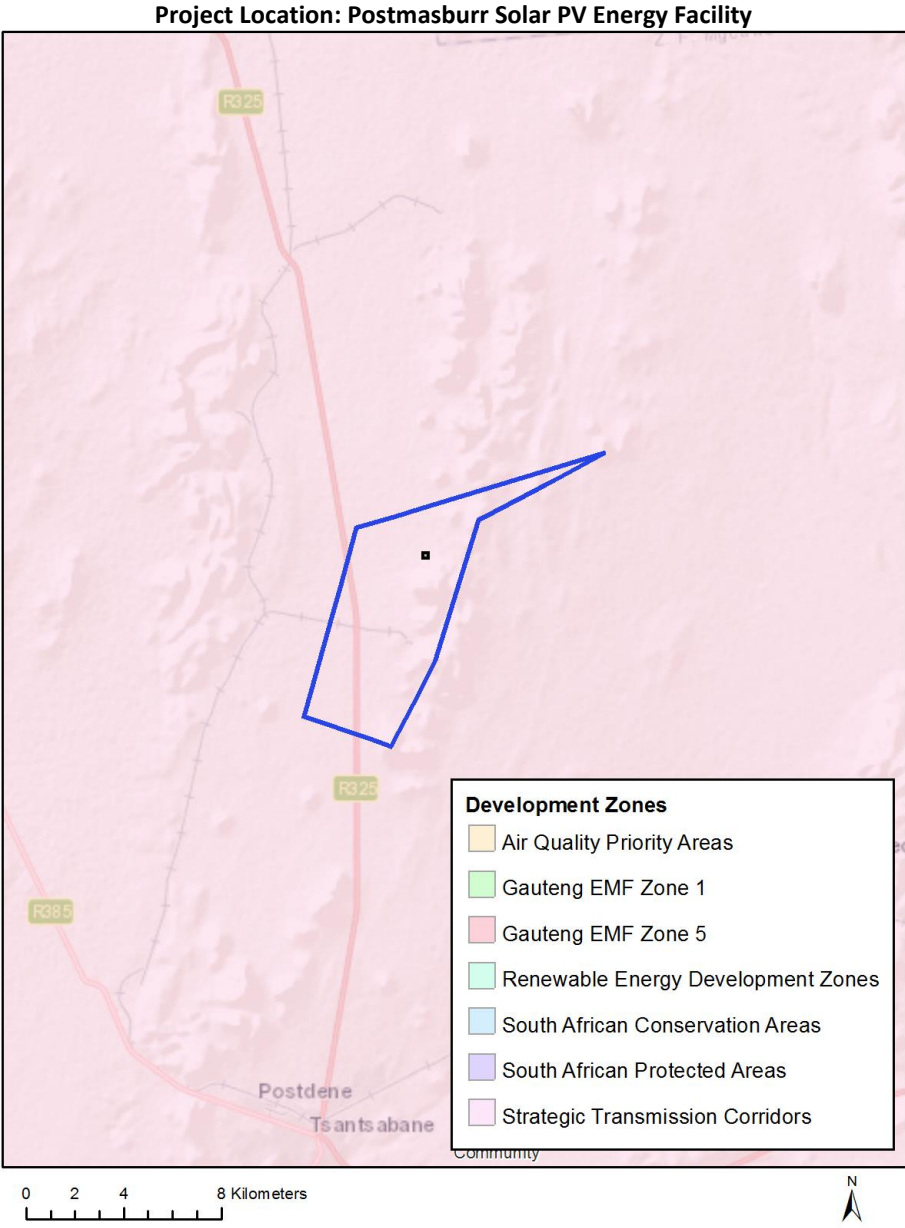 Project Location: Postmasburr Solar PV Energy Facility
R325
R325
R385
Postdene
Tsantsabane
Community
Development Zones
Air Quality Priority Areas
Gauteng EMF Zone 1
Gauteng EMF Zone 5
Renewable Energy Development Zones
South African Conservation Areas
South African Protected Areas
Strategic Transmission Corridors
0 2 4 8 Kilometers
N